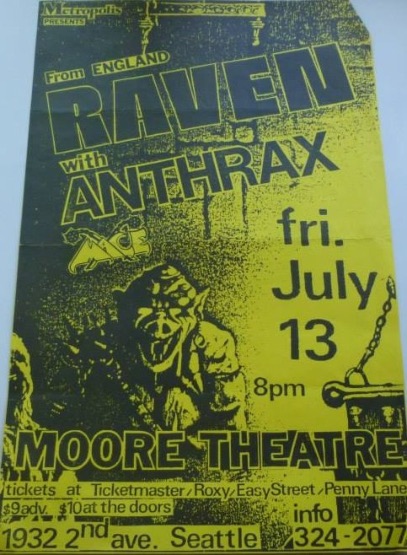 Metropolis
PRESENTS
From ENGLAND
RAVEN
with
ANTHRAX
MACE
fri.
July
13
8pm
MOORE THEATRE
tickets at Ticketmaster/Roxy/Easy Street/Penny Lane
$9adv. $10at the doors
info
1932 2nd ave. Seattle 324-2077